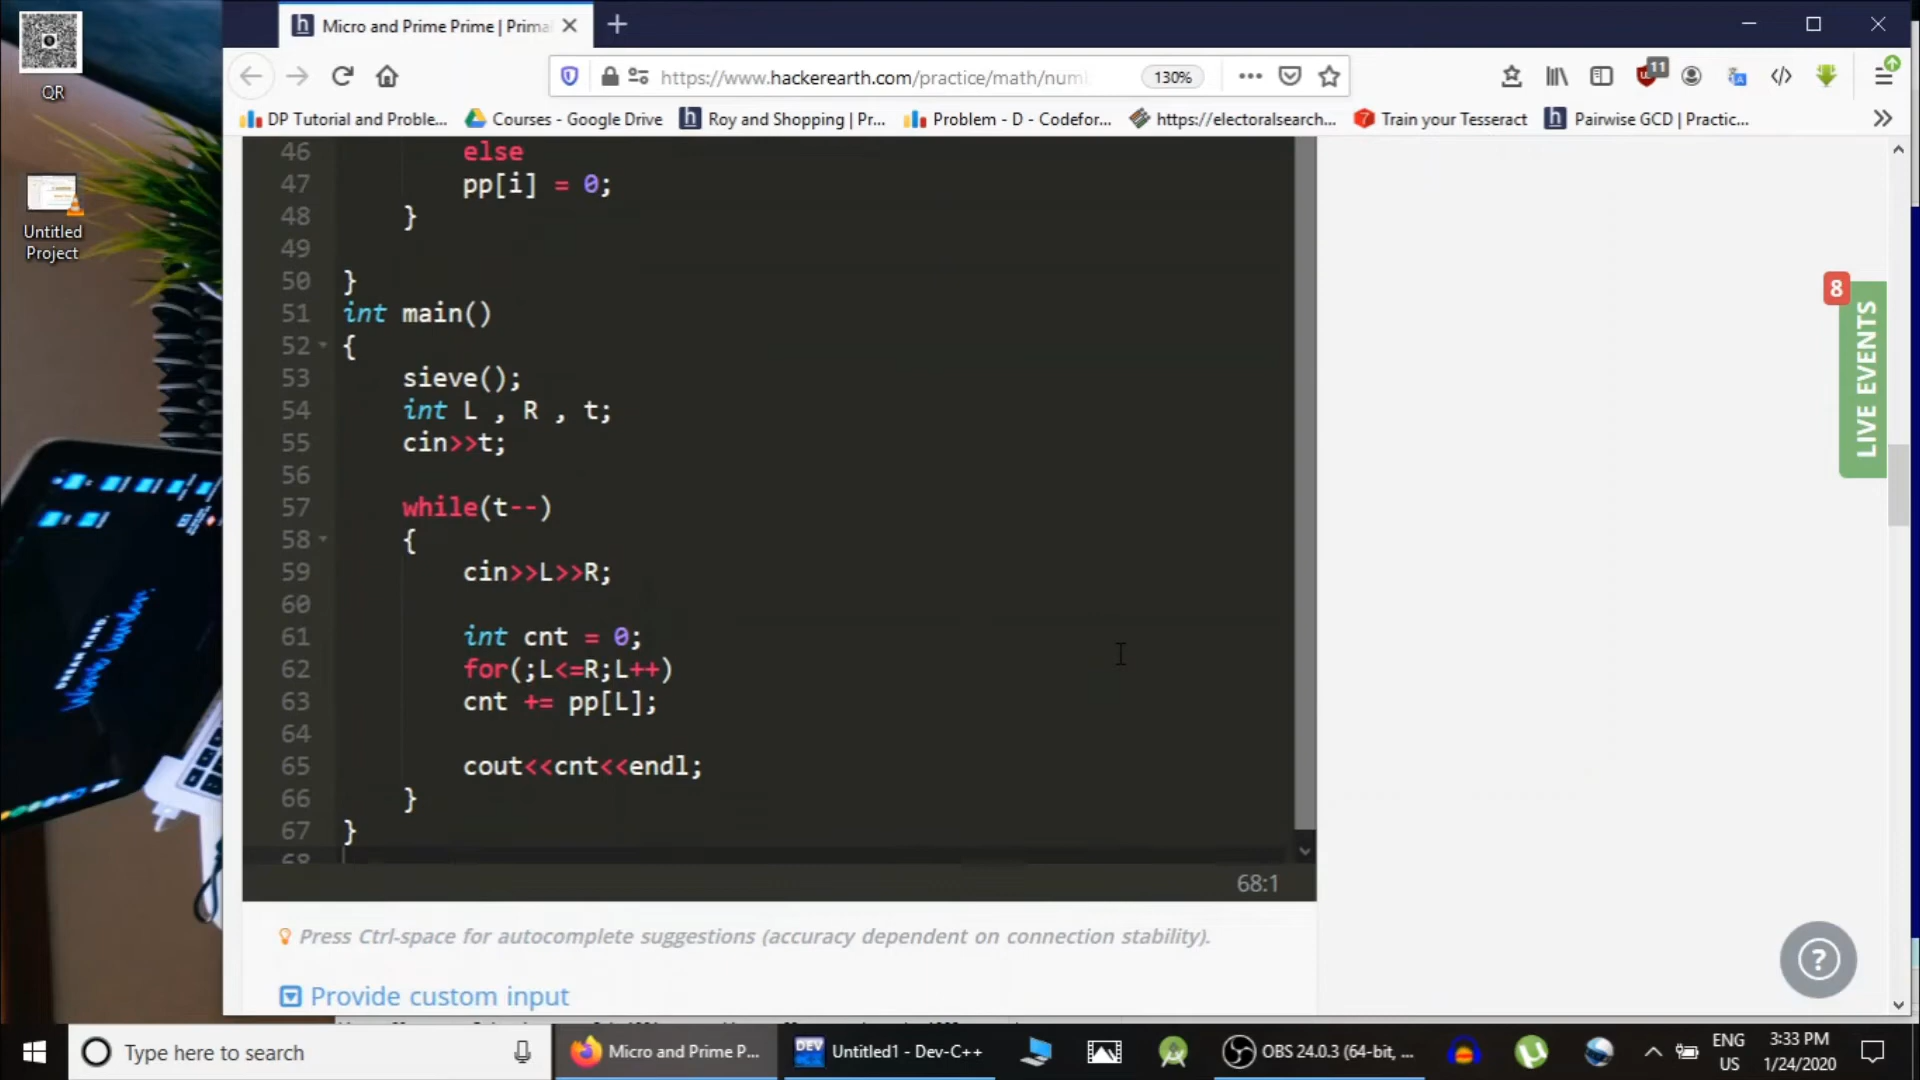 QR
Untitled
Project
Micro and Prime Prime | Prima
https://www.hackerearth.com/practice/math/num
130%
11
DP Tutorial and Proble...
Courses - Google Drive
Roy and Shopping | Pr...
Problem - D - Codefor...
https://electoralsearch...
Train your Tesseract
Pairwise GCD | Practic...
46 else
47 pp[i] = 0;
48 }
49
50 }
51 int main()
52 {
53 sieve();
54 int L , R , t;
55 cin>>t;
56
57 while(t--)
58 {
59 cin>>L>>R;
60
61 int cnt = 0;
62 for(;L<=R;L++)
63 cnt += pp[L];
64
65 cout<<cnt<<endl;
66 }
67 }
68
68:1
8
LIVE EVENTS
Press Ctrl-space for autocomplete suggestions (accuracy dependent on connection stability).
Provide custom input
?
Type here to search
Micro and Prime P...
DEV
Untitled1 - Dev-C++
OBS 24.0.3 (64-bit, ...
ENG
US
3:33 PM
1/24/2020